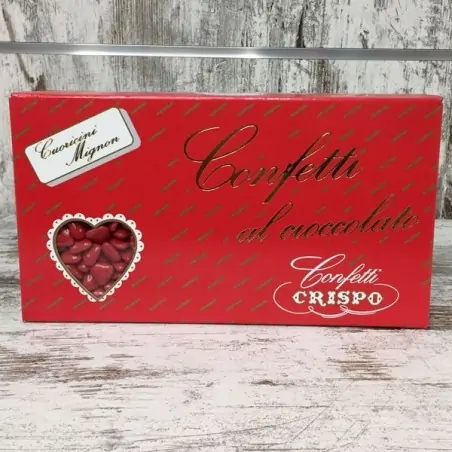 Cuoricini
Mignon
Confetti
al cioccolato
Confetti
CRISPO